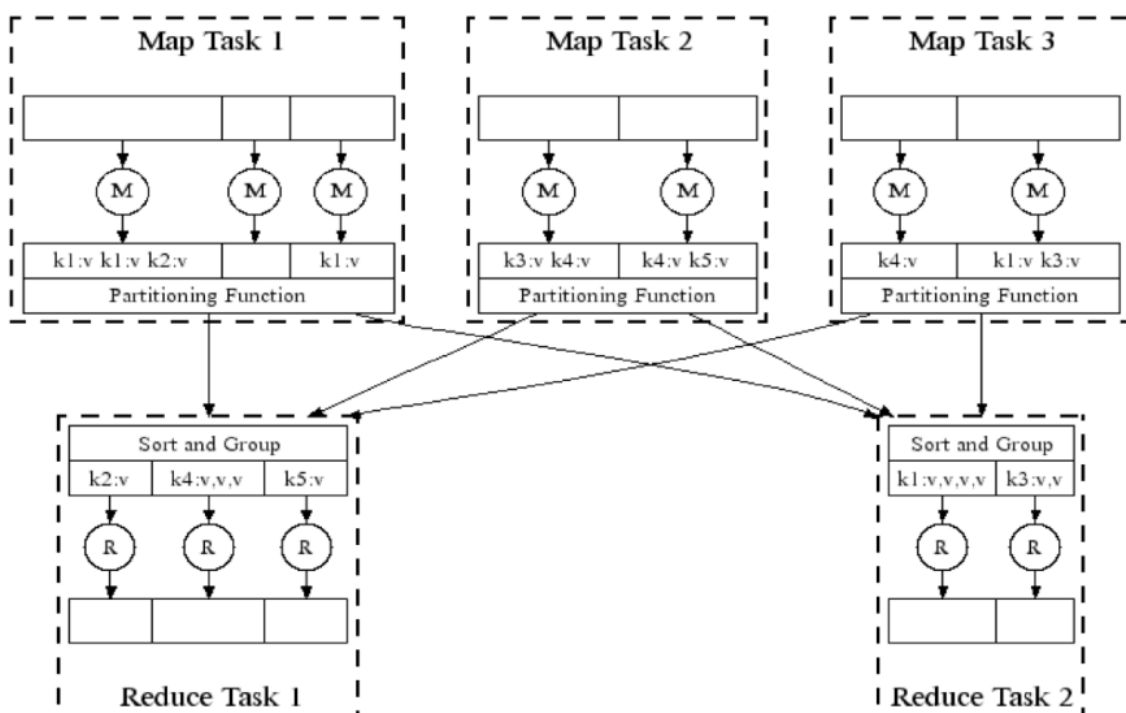 Map Task 1 Map Task 2 Map Task 3
M M M M M M M
k1:v k1:v k2:v k1:v k3:v k4:v k4:v k5:v k4:v k1:v k3:v
Partitioning Function Partitioning Function Partitioning Function
Sort and Group Sort and Group
k2:v k4:v,v,v k5:v k1:v,v,v,v k3:v,v
R R R R R
Reduce Task 1 Reduce Task 2